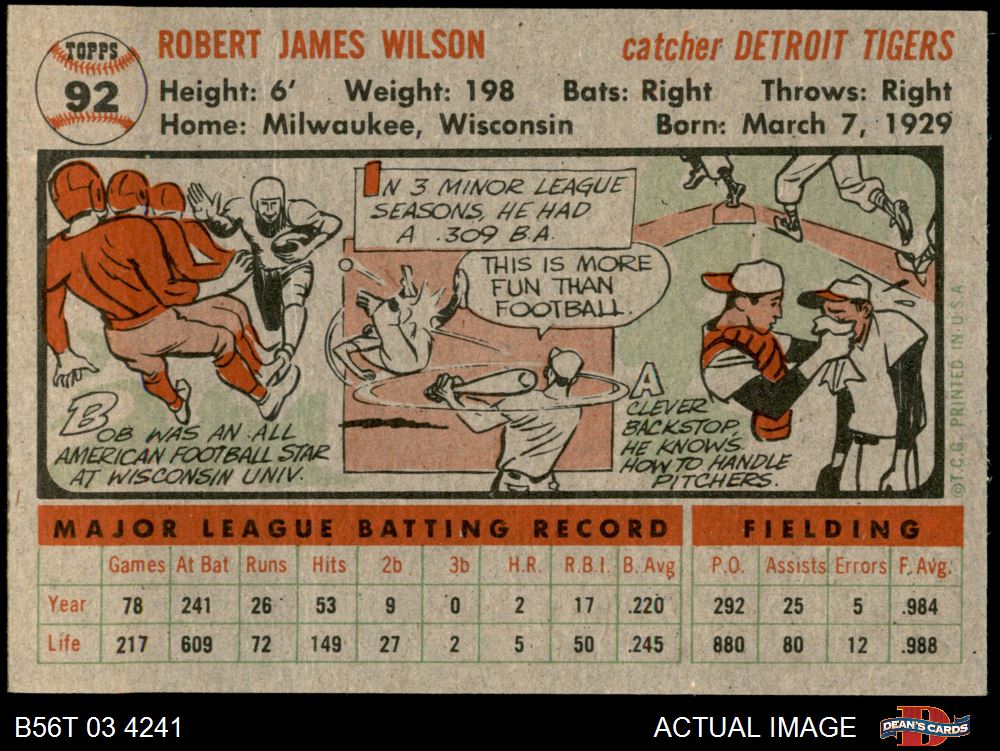 TOPPS
92
ROBERT JAMES WILSON catcher DETROIT TIGERS
Height: 6' Weight: 198 Bats: Right Throws: Right
Home: Milwaukee, Wisconsin Born: March 7, 1929
BOB WAS AN ALL
AMERICAN FOOTBALL STAR
AT WISCONSIN UNIV.
IN 3 MINOR LEAGUE
SEASONS, HE HAD
A .309 B.A.
THIS IS MORE
FUN THAN
FOOTBALL.
A
CLEVER
BACKSTOP,
HE KNOWS
HOW TO HANDLE
PITCHERS.
©T.C.G. PRINTED IN U.S.A.
MAJOR LEAGUE BATTING RECORD FIELDING
Games At Bat Runs Hits 2b 3b H.R. R.B.I. B. Avg P.O. Assists Errors F. Avg.
Year 78 241 26 53 9 0 2 17 .220 292 25 5 .984
Life 217 609 72 149 27 2 5 50 .245 880 80 12 .988
B56T 03 4241 ACTUAL IMAGE DEAN'S CARDS